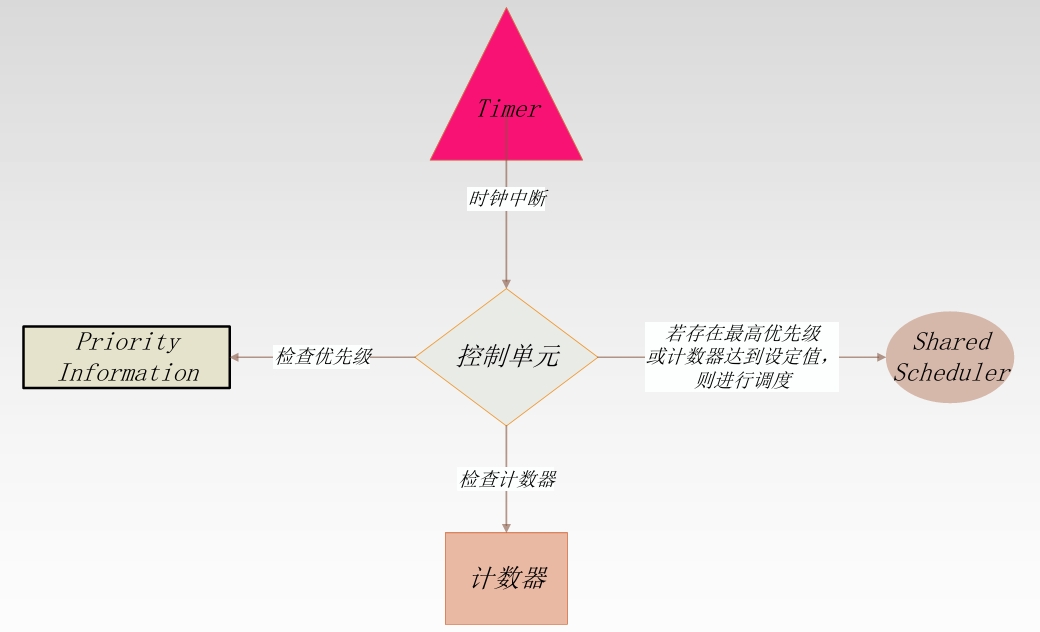 Timer
时钟中断
Priority
Information
检查优先级
控制单元
若存在最高优先级
或计数器达到设定值，
则进行调度
Shared
Scheduler
检查计数器
计数器